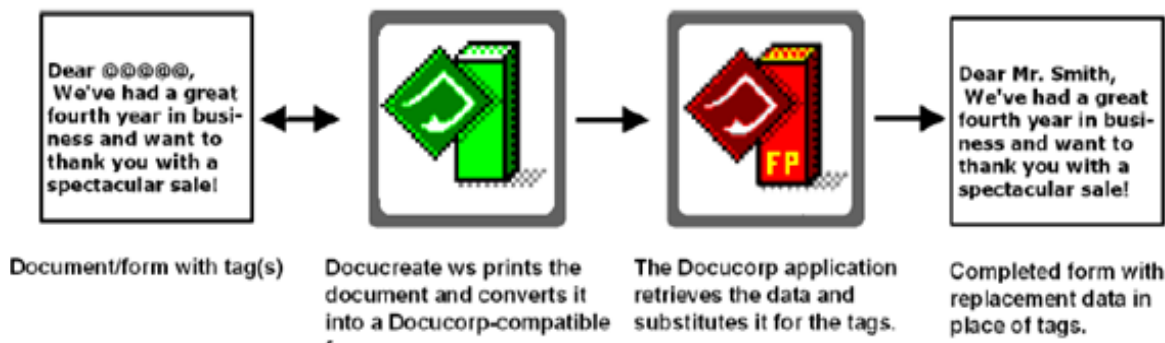 Dear @@@@@,
We've had a great
fourth year in busi-
ness and want to
thank you with a
spectacular sale!
FP
Dear Mr. Smith,
We've had a great
fourth year in busi-
ness and want to
thank you with a
spectacular sale!
Document/form with tag(s)
Docucreate ws prints the
document and converts it
into a Docucorp-compatible
The Docucorp application
retrieves the data and
substitutes it for the tags.
Completed form with
replacement data in
place of tags.